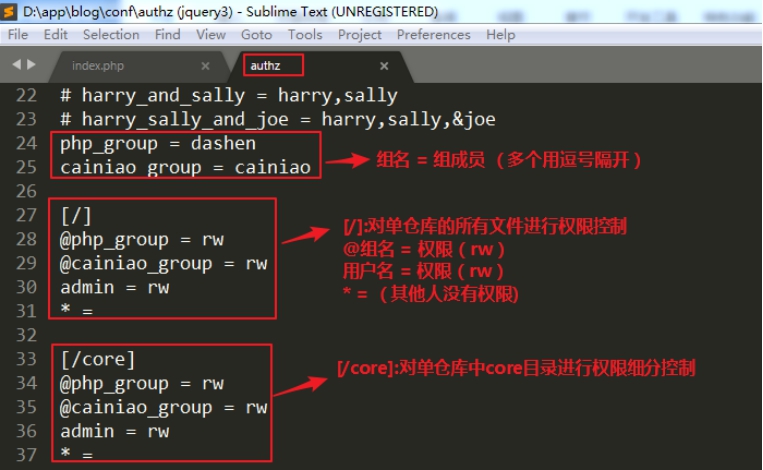 D:\app\blog\conf\authz (jquery3) - Sublime Text (UNREGISTERED)
File Edit Selection Find View Goto Tools Project Preferences Help
index.php × authz ×
22 # harry_and_sally = harry,sally
23 # harry_sally_and_joe = harry,sally,&joe
24 php_group = dashen
25 cainiao_group = cainiao
组名 = 组成员 （多个用逗号隔开）
26
27 [/]
28 @php_group = rw
29 @cainiao_group = rw
30 admin = rw
31 * =
[/]:对单仓库的所有文件进行权限控制
@组名 = 权限（rw）
用户名 = 权限（rw）
* = （其他人没有权限)
32
33 [/core]
34 @php_group = rw
35 @cainiao_group = rw
36 admin = rw
37 * =
[/core]:对单仓库中core目录进行权限细分控制